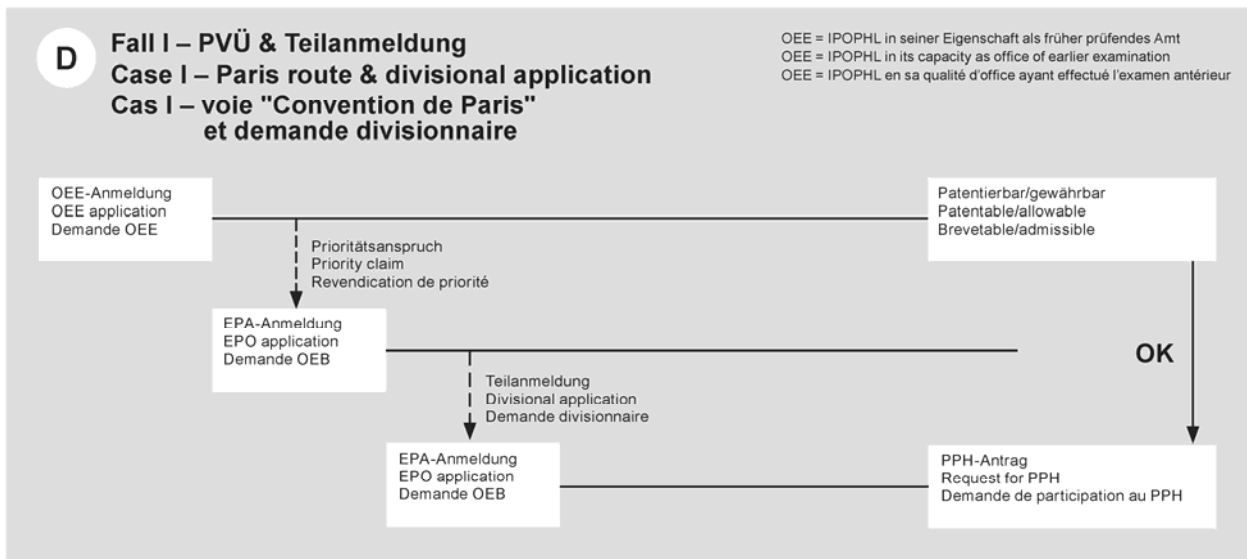 D
Fall I – PVÜ & Teilanmeldung
Case I – Paris route & divisional application
Cas I – voie "Convention de Paris"
et demande divisionnaire
OEE = IPOPHL in seiner Eigenschaft als früher prüfendes Amt
OEE = IPOPHL in its capacity as office of earlier examination
OEE = IPOPHL en sa qualité d'office ayant effectué l'examen antérieur
OEE-Anmeldung
OEE application
Demande OEE
Patentierbar/gewährbar
Patentable/allowable
Brevetable/admissible
Prioritätsanspruch
Priority claim
Revendication de priorité
EPA-Anmeldung
EPO application
Demande OEB
OK
Teilanmeldung
Divisional application
Demande divisionnaire
EPA-Anmeldung
EPO application
Demande OEB
PPH-Antrag
Request for PPH
Demande de participation au PPH